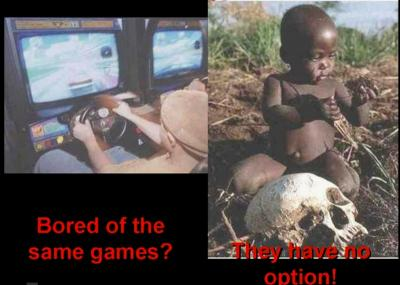 Bored of the
same games?
They have no
option!